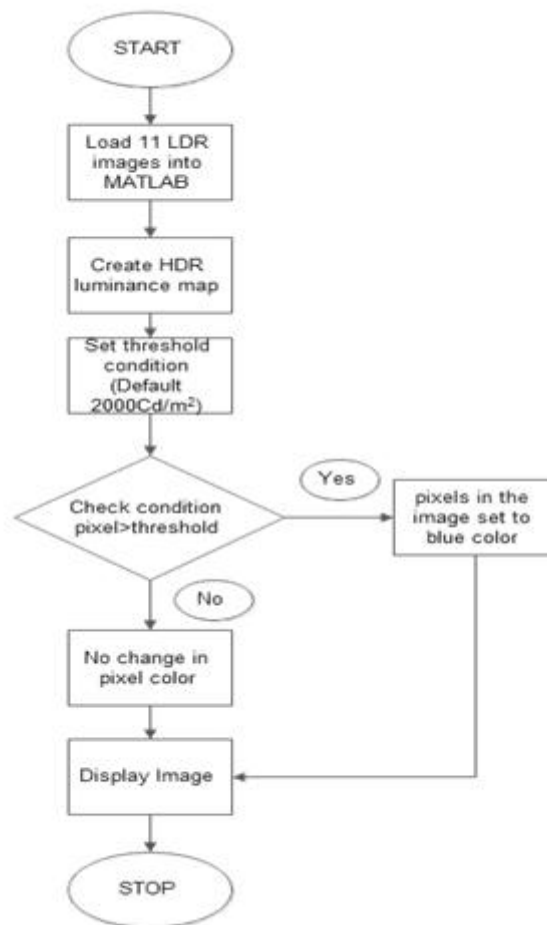 START
Load 11 LDR
images into
MATLAB
Create HDR
luminance map
Set threshold
condition
(Default
2000Cd/m²)
Check condition
pixel>threshold
Yes
pixels in the
image set to
blue color
No
No change in
pixel color
Display Image
STOP